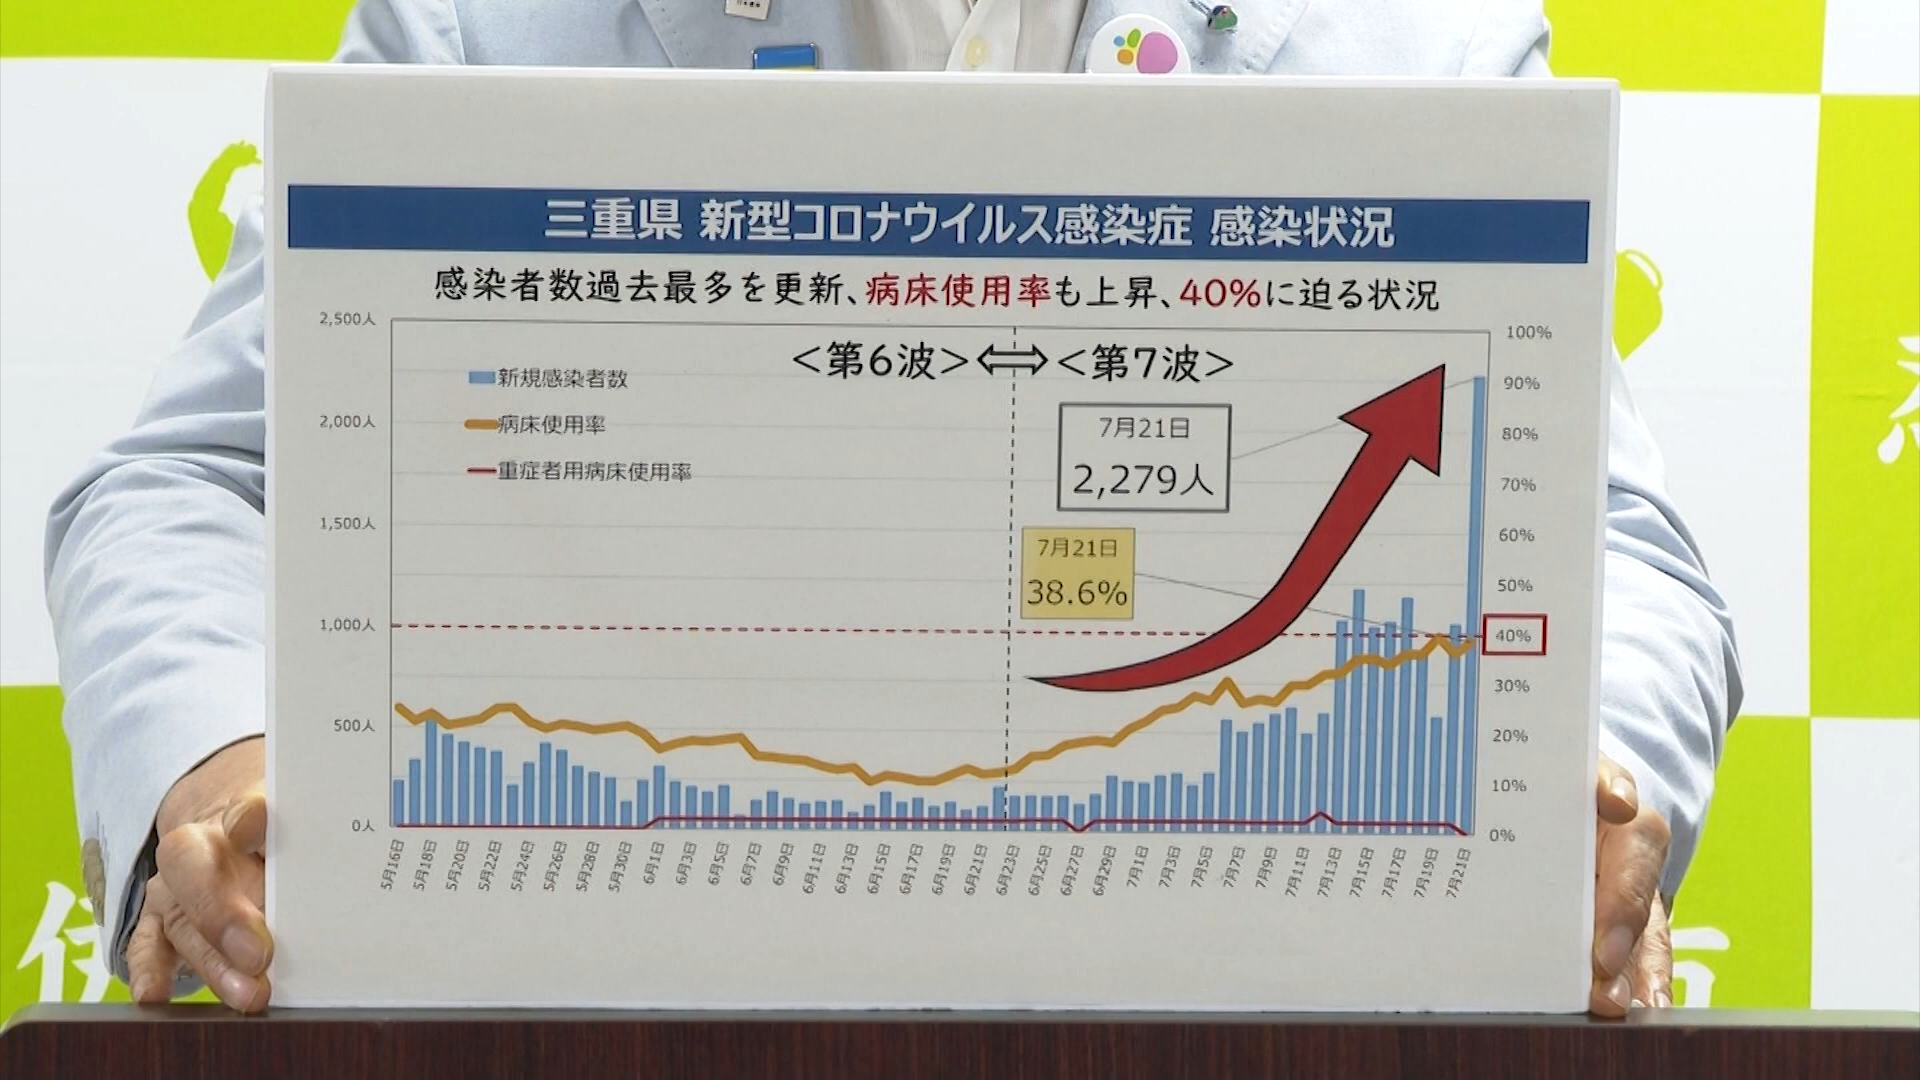 三重県 新型コロナウイルス感染症 感染状況
感染者数過去最多を更新、病床使用率も上昇、40%に迫る状況
<第6波>⇔<第7波>
新規感染者数
病床使用率
重症者用病床使用率
7月21日
2,279人
7月21日
38.6%
2,500人
2,000人
1,500人
1,000人
500人
0人
100%
90%
80%
70%
60%
50%
40%
30%
20%
10%
0%
5月16日
5月18日
5月20日
5月22日
5月24日
5月26日
5月28日
5月30日
6月1日
6月3日
6月5日
6月7日
6月9日
6月11日
6月13日
6月15日
6月17日
6月19日
6月21日
6月23日
6月25日
6月27日
6月29日
7月1日
7月3日
7月5日
7月7日
7月9日
7月11日
7月13日
7月15日
7月17日
7月19日
7月21日
伊
市